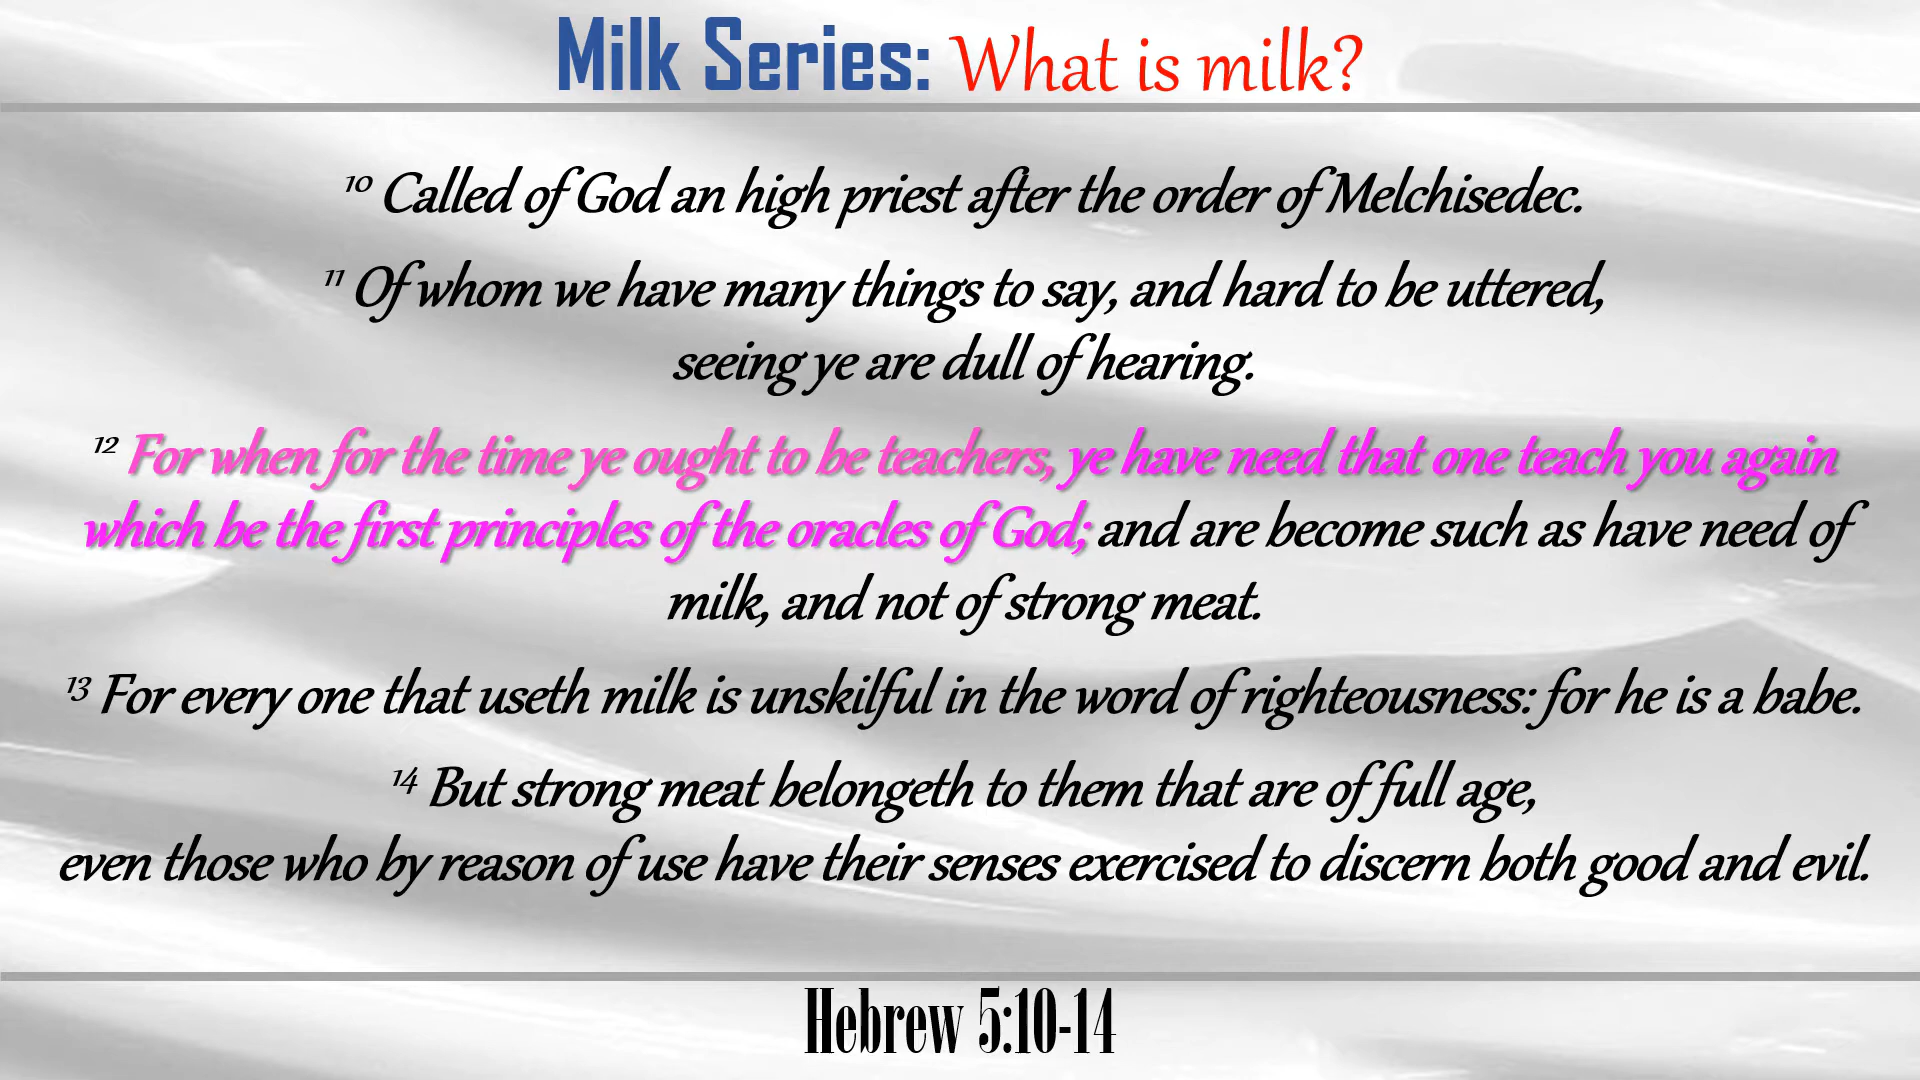 Milk Series: What is milk?
10 Called of God an high priest after the order of Melchisedec.
11 Of whom we have many things to say, and hard to be uttered,
seeing ye are dull of hearing.
12 For when for the time ye ought to be teachers, ye have need that one teach you again
which be the first principles of the oracles of God; and are become such as have need of
milk, and not of strong meat.
13 For every one that useth milk is unskilful in the word of righteousness: for he is a babe.
14 But strong meat belongeth to them that are of full age,
even those who by reason of use have their senses exercised to discern both good and evil.
Hebrew 5:10-14